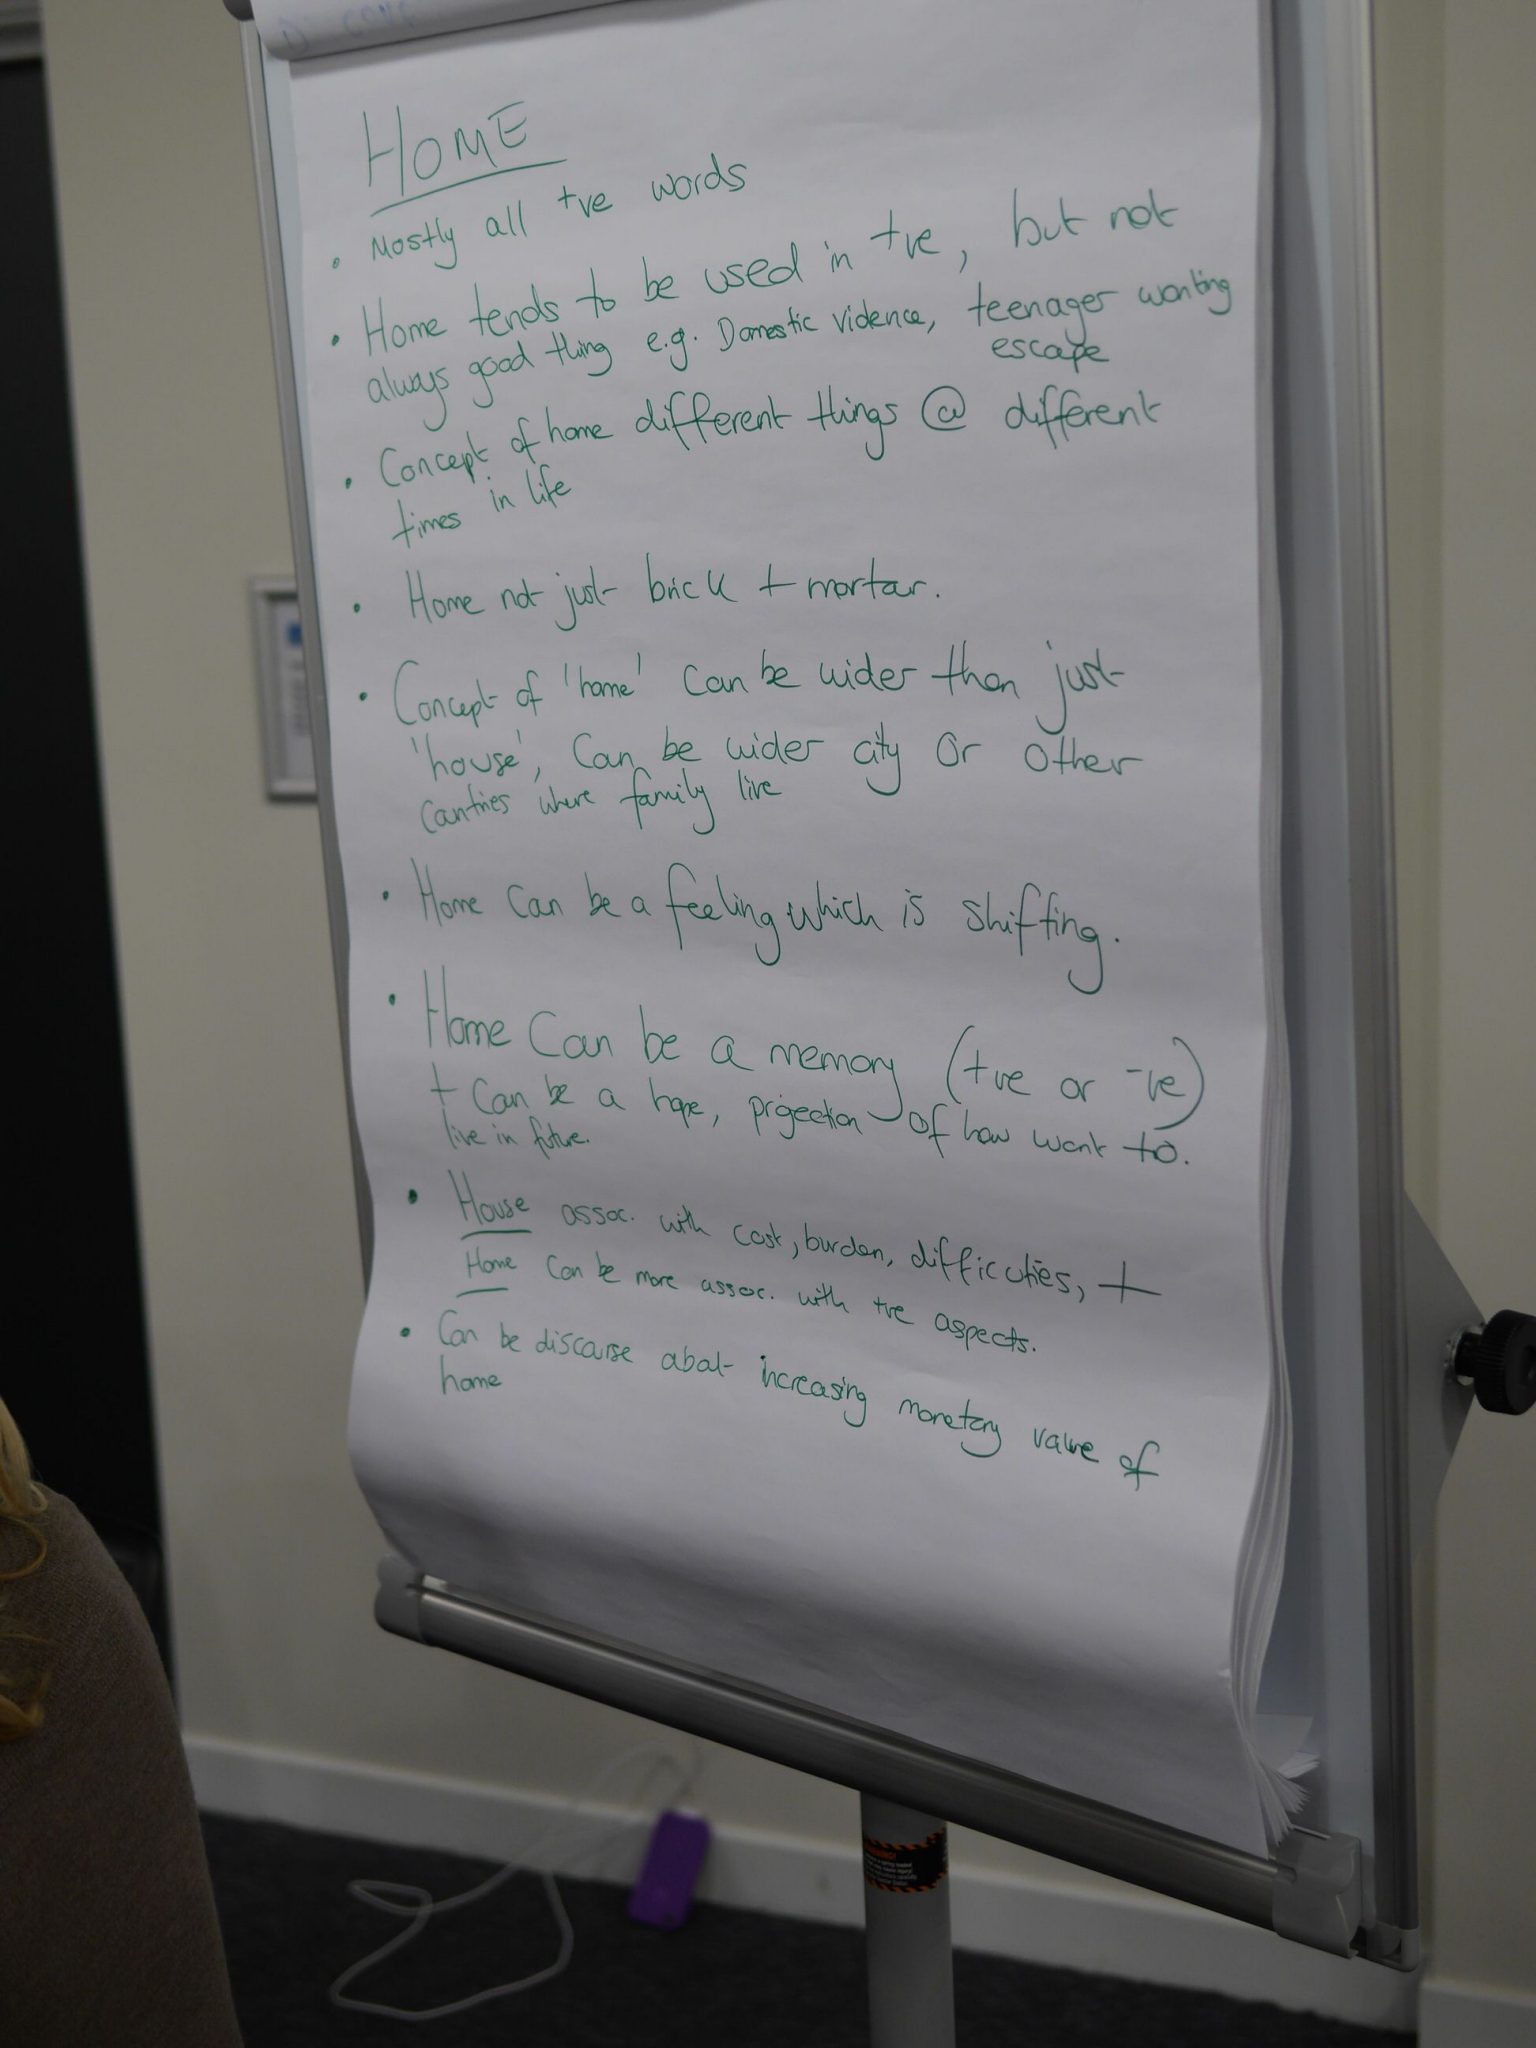 HOME
• Mostly all +ve words
• Home tends to be used in +ve, but not
always good thing e.g. Domestic violence, teenager wanting
escape
• Concept of home different things @ different
times in life
• Home not just brick + mortar.
• Concept of 'home' can be wider than just
'house', can be wider city or other
countries where family live
• Home can be a feeling which is shifting.
• Home can be a memory (+ve or -ve)
+ can be a hope, projection of how want to.
live in future.
• House assoc. with cost, burden, difficulties, +
Home can be more assoc. with +ve aspects.
• Can be discourse about increasing monetary value of
home
WARNING!